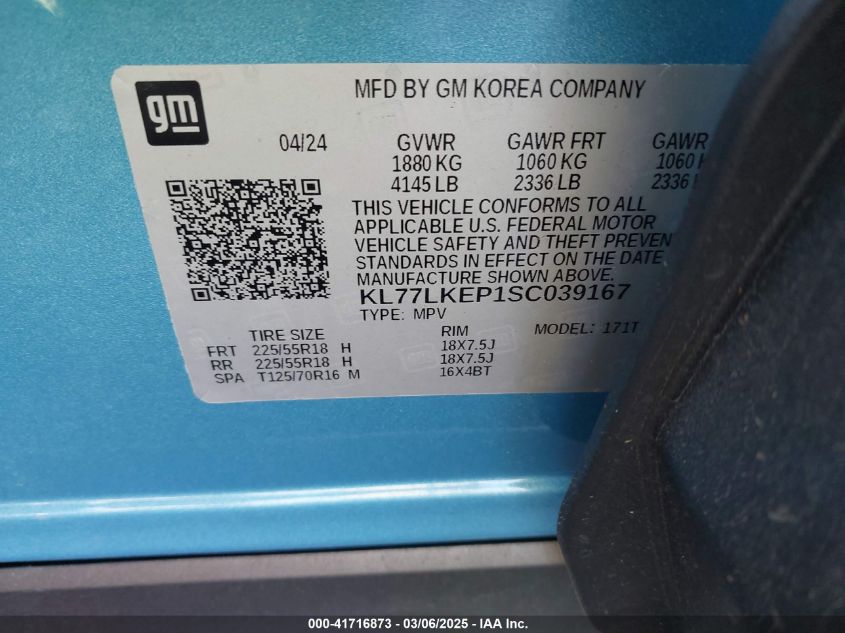 gm
MFD BY GM KOREA COMPANY
04/24 GVWR GAWR FRT GAWR
1880 KG 1060 KG 1060
4145 LB 2336 LB 2336
THIS VEHICLE CONFORMS TO ALL
APPLICABLE U.S. FEDERAL MOTOR
VEHICLE SAFETY AND THEFT PREVEN
STANDARDS IN EFFECT ON THE DATE
MANUFACTURE SHOWN ABOVE.
KL77LKEP1SC039167
TYPE: MPV MODEL: 171T
TIRE SIZE RIM
FRT 225/55R18 H 18X7.5J
RR 225/55R18 H 18X7.5J
SPA T125/70R16 M 16X4BT
000-41716873 — 03/06/2025 — IAA Inc.